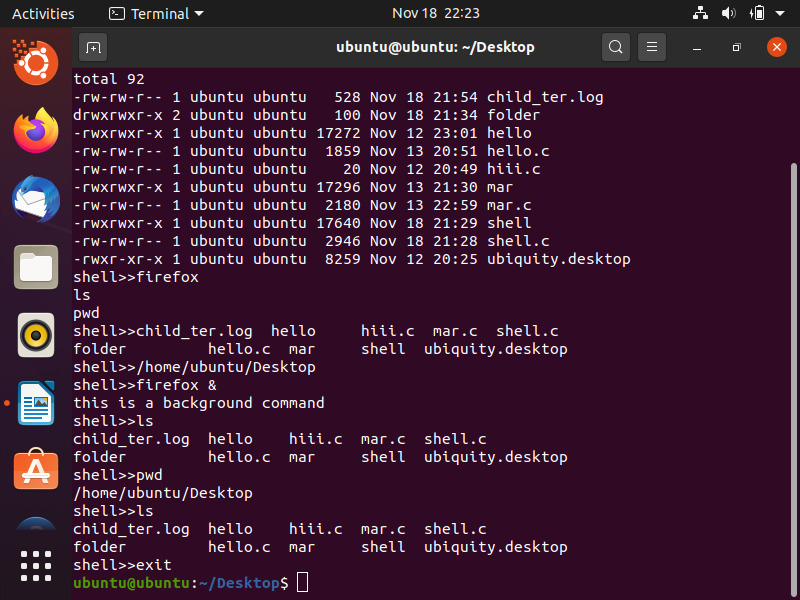 Activities
Terminal
Nov 18 22:23
ubuntu@ubuntu: ~/Desktop
total 92
-rw-rw-r-- 1 ubuntu ubuntu   528 Nov 18 21:54 child_ter.log
drwxrwxr-x 2 ubuntu ubuntu   100 Nov 18 21:34 folder
-rwxrwxr-x 1 ubuntu ubuntu 17272 Nov 12 23:01 hello
-rw-rw-r-- 1 ubuntu ubuntu  1859 Nov 13 20:51 hello.c
-rw-rw-r-- 1 ubuntu ubuntu    20 Nov 12 20:49 hiii.c
-rwxrwxr-x 1 ubuntu ubuntu 17296 Nov 13 21:30 mar
-rw-rw-r-- 1 ubuntu ubuntu  2180 Nov 13 22:59 mar.c
-rwxrwxr-x 1 ubuntu ubuntu 17640 Nov 18 21:29 shell
-rw-rw-r-- 1 ubuntu ubuntu  2946 Nov 18 21:28 shell.c
-rwxr-xr-x 1 ubuntu ubuntu  8259 Nov 12 20:25 ubiquity.desktop
shell>>firefox
ls
pwd
shell>>child_ter.log  hello     hiii.c  mar.c  shell.c
folder         hello.c  mar     shell  ubiquity.desktop
shell>>/home/ubuntu/Desktop
shell>>firefox &
this is a background command
shell>>ls
child_ter.log  hello    hiii.c  mar.c  shell.c
folder         hello.c  mar     shell  ubiquity.desktop
shell>>pwd
/home/ubuntu/Desktop
shell>>ls
child_ter.log  hello    hiii.c  mar.c  shell.c
folder         hello.c  mar     shell  ubiquity.desktop
shell>>exit
ubuntu@ubuntu:~/Desktop$